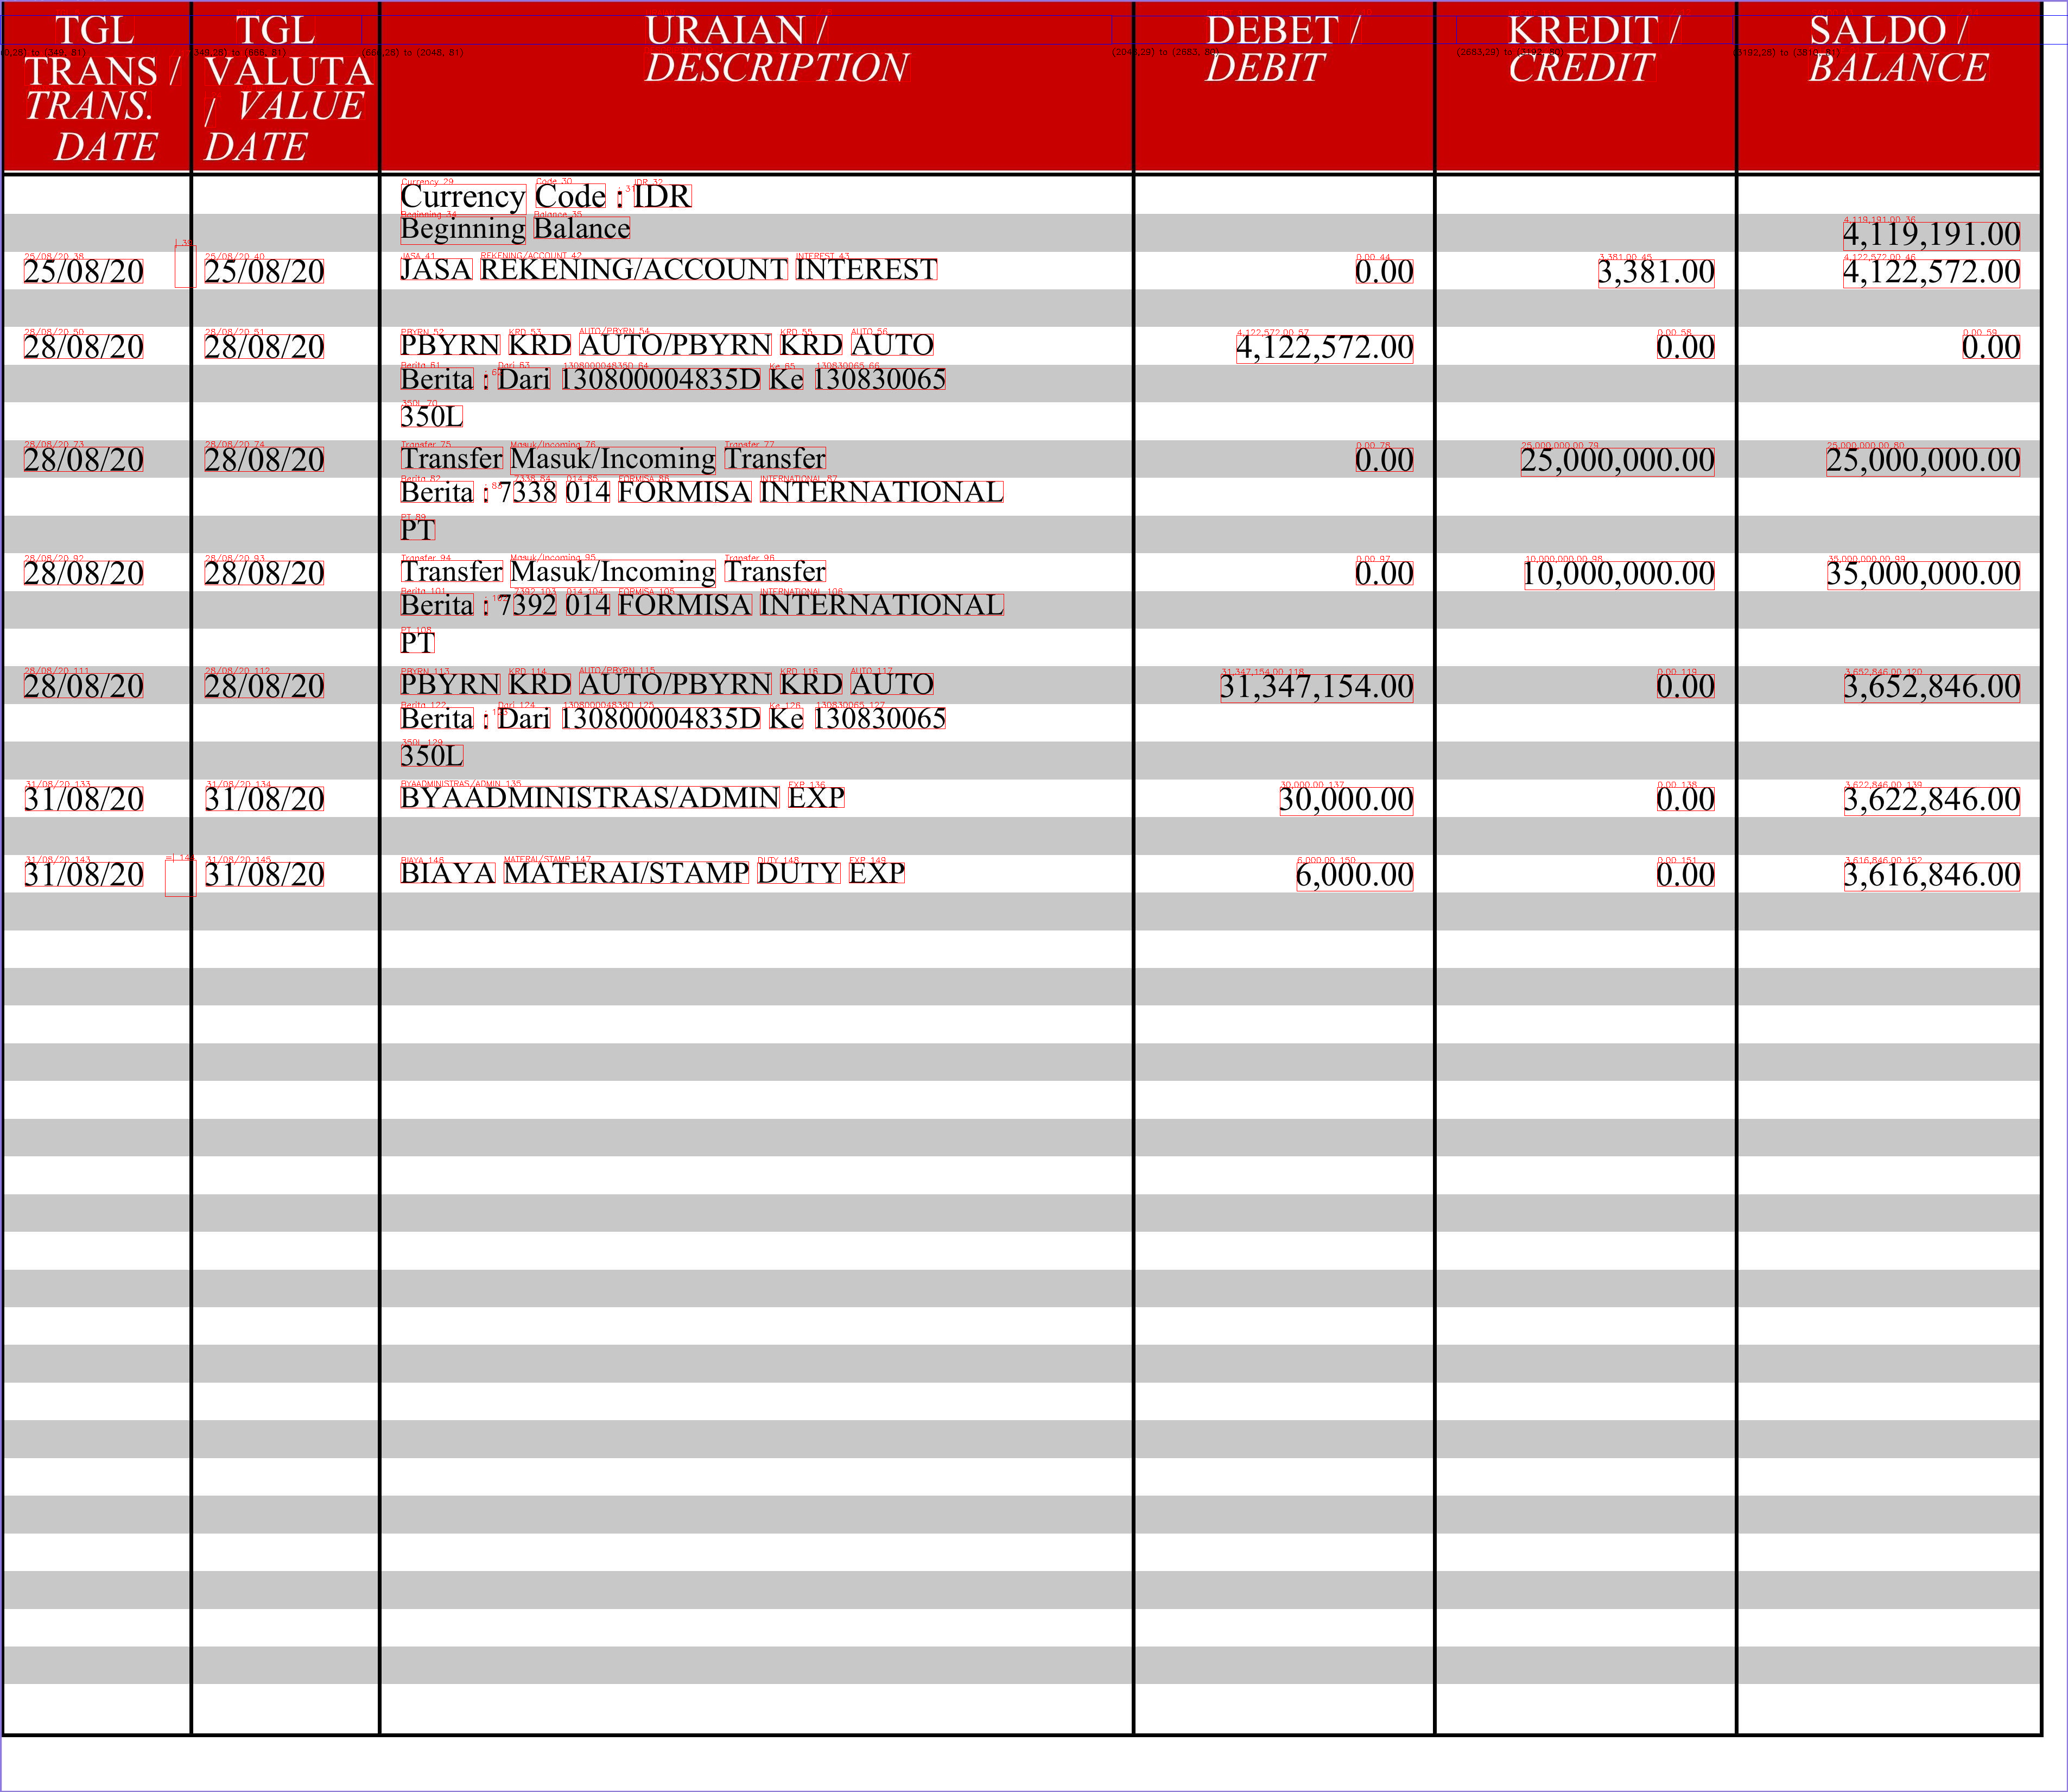 TGL TGL URAIAN / DEBET / KREDIT / SALDO /
TRANS / VALUTA DESCRIPTION DEBIT CREDIT BALANCE
TRANS. / VALUE
DATE DATE
Currency Code : IDR
Beginning Balance 4,119,191.00
25/08/20 25/08/20 JASA REKENING/ACCOUNT INTEREST 0.00 3,381.00 4,122,572.00
28/08/20 28/08/20 PBYRN KRD AUTO/PBYRN KRD AUTO 4,122,572.00 0.00 0.00
Berita : Dari 130800004835D Ke 130830065
350L
28/08/20 28/08/20 Transfer Masuk/Incoming Transfer 0.00 25,000,000.00 25,000,000.00
Berita : 7338 014 FORMISA INTERNATIONAL
PT
28/08/20 28/08/20 Transfer Masuk/Incoming Transfer 0.00 10,000,000.00 35,000,000.00
Berita : 7392 014 FORMISA INTERNATIONAL
PT
28/08/20 28/08/20 PBYRN KRD AUTO/PBYRN KRD AUTO 31,347,154.00 0.00 3,652,846.00
Berita : Dari 130800004835D Ke 130830065
350L
31/08/20 31/08/20 BYAADMINISTRAS/ADMIN EXP 30,000.00 0.00 3,622,846.00
31/08/20 31/08/20 BIAYA MATERAI/STAMP DUTY EXP 6,000.00 0.00 3,616,846.00